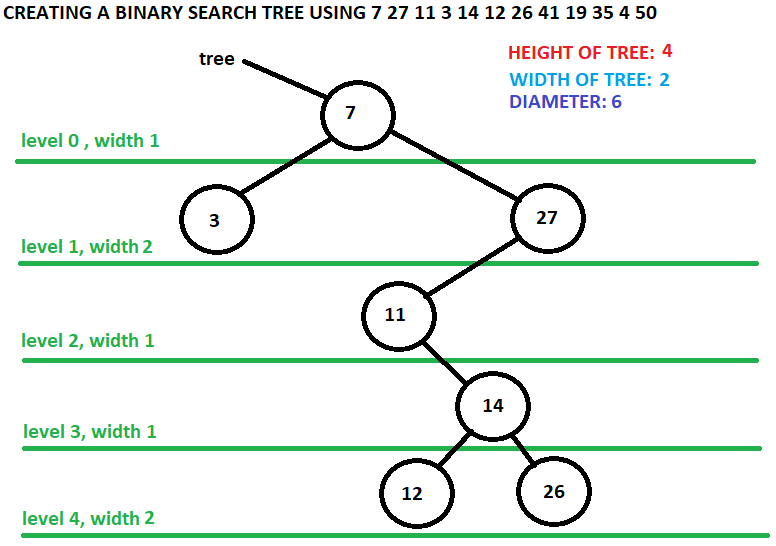 CREATING A BINARY SEARCH TREE USING 7 27 11 3 14 12 26 41 19 35 4 50
tree
HEIGHT OF TREE: 4
WIDTH OF TREE: 2
DIAMETER: 6
7
level 0 , width 1
3
27
level 1, width 2
11
level 2, width 1
14
level 3, width 1
12
26
level 4, width 2